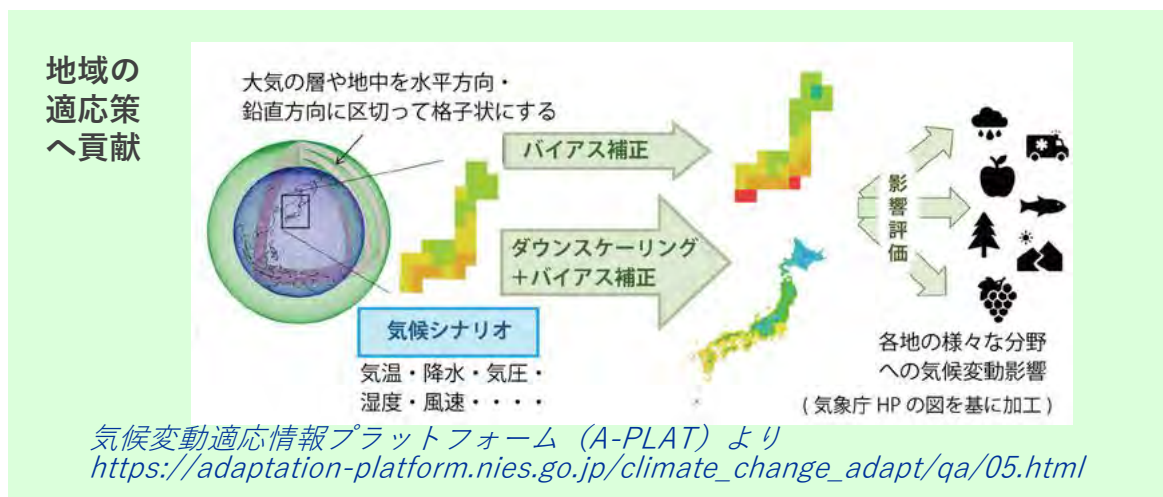 地域の
適応策
へ貢献
大気の層や地中を水平方向・
鉛直方向に区切って格子状にする
バイアス補正
ダウンスケーリング
＋バイアス補正
気候シナリオ
気温・降水・気圧・
湿度・風速・・・・
影響評価
各地の様々な分野
への気候変動影響
( 気象庁 HP の図を基に加工 )
気候変動適応情報プラットフォーム（A-PLAT）より
https://adaptation-platform.nies.go.jp/climate_change_adapt/qa/05.html